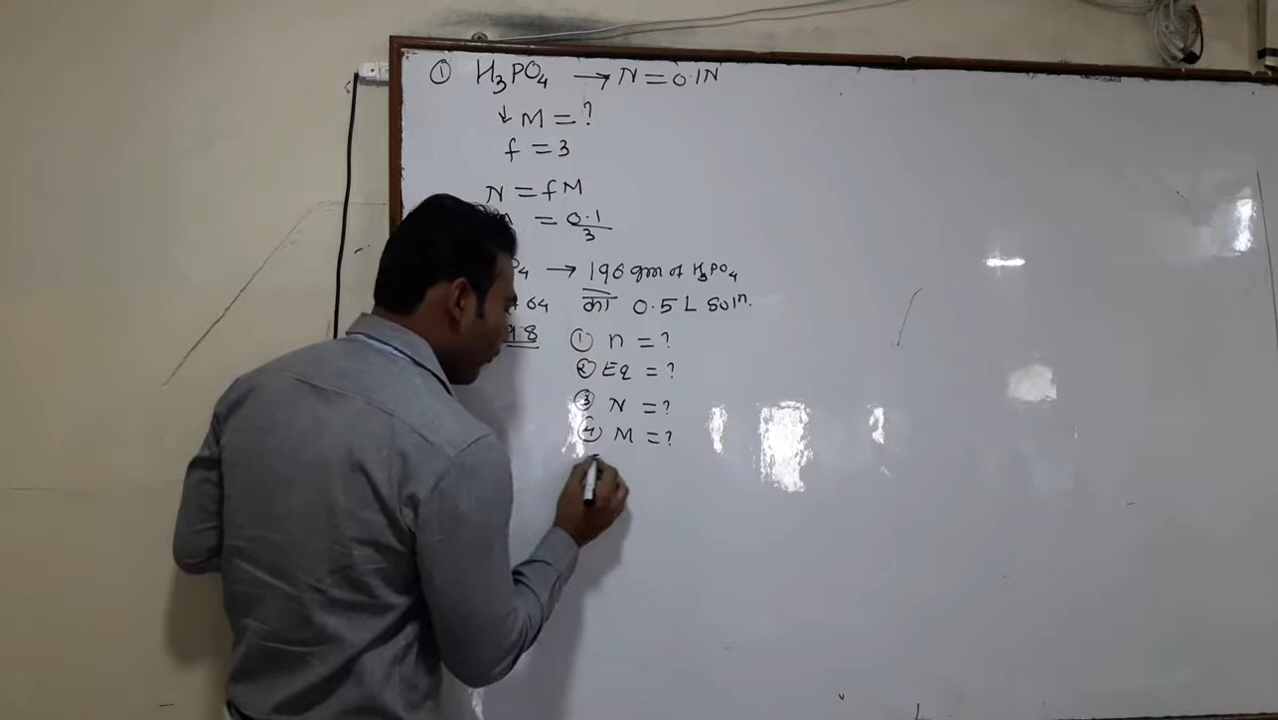 ① H₃PO₄ → N = 0.1N
↓ M = ?
f = 3
N = fM
= 0.1/3
O₄ → 196 gm of H₃PO₄
64 का 0.5 L Solⁿ.
98 ① n = ?
② Eq = ?
③ N = ?
④ M = ?